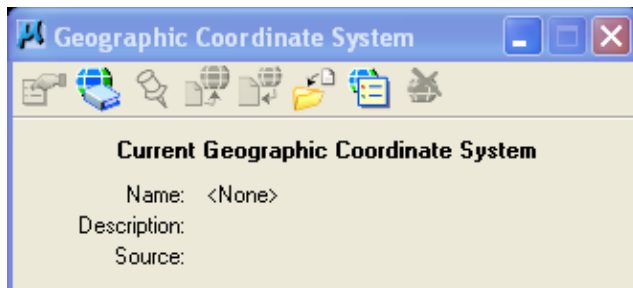 Geographic Coordinate System
Current Geographic Coordinate System
Name: <None>
Description:
Source: